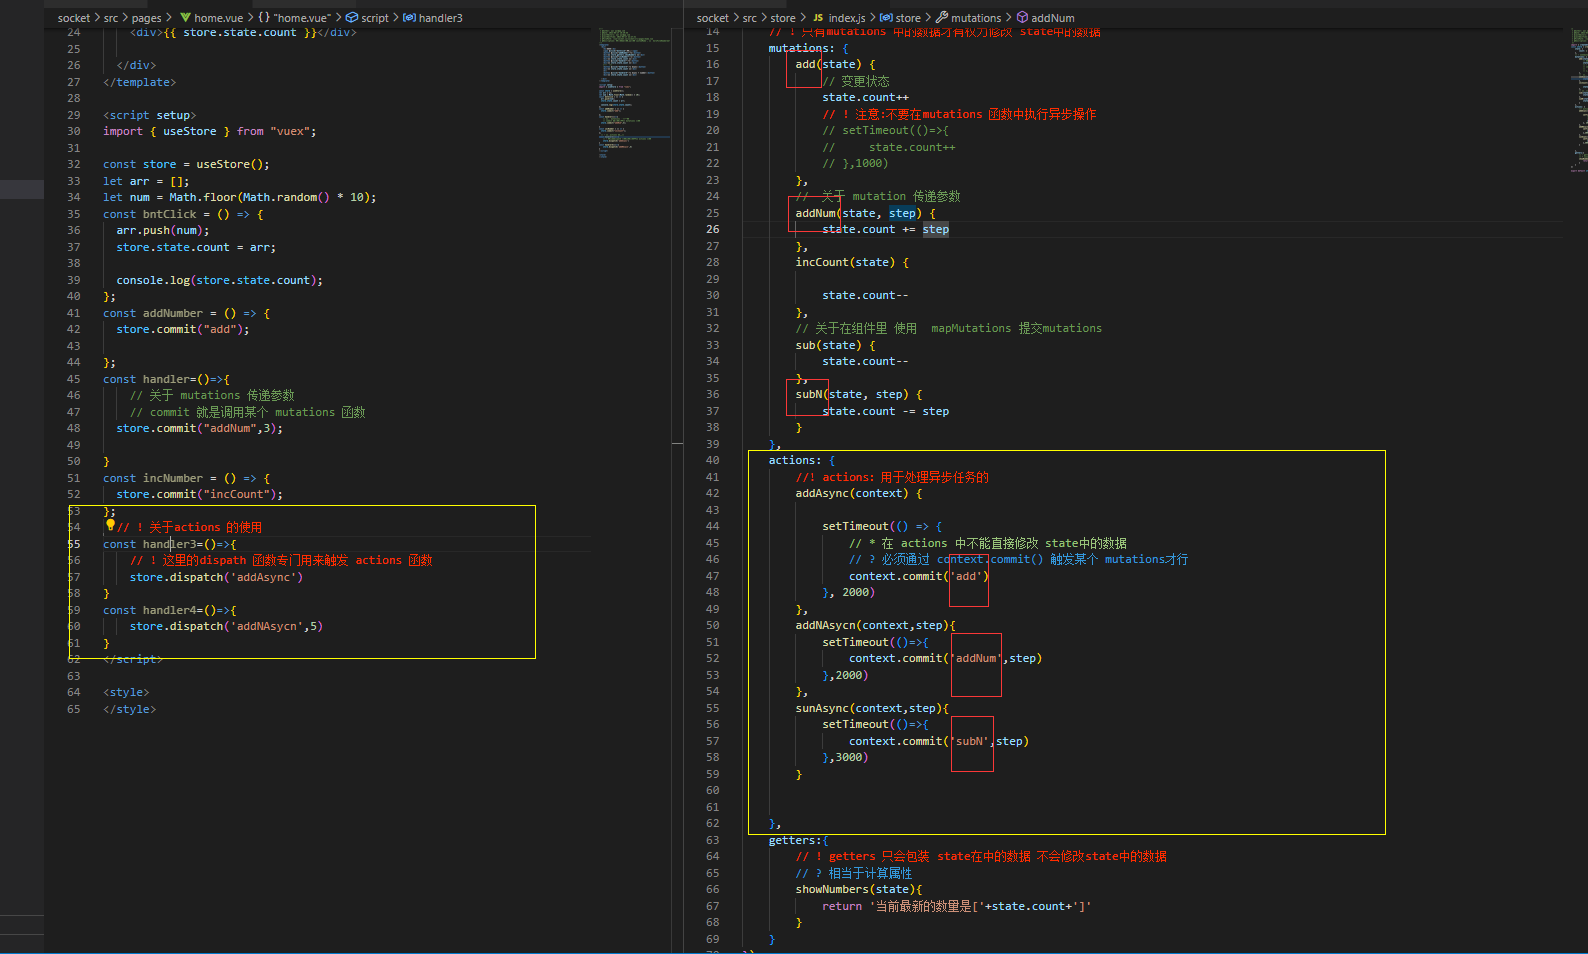 socket > src > pages > home.vue > {} "home.vue" > script > handler3
24 <div>{{ store.state.count }}</div>
25
26 </div>
27 </template>
28
29 <script setup>
30 import { useStore } from "vuex";
31
32 const store = useStore();
33 let arr = [];
34 let num = Math.floor(Math.random() * 10);
35 const bntClick = () => {
36 arr.push(num);
37 store.state.count = arr;
38
39 console.log(store.state.count);
40 };
41 const addNumber = () => {
42 store.commit("add");
43
44 };
45 const handler=()=>{
46 // 关于 mutations 传递参数
47 // commit 就是调用某个 mutations 函数
48 store.commit("addNum",3);
49
50 }
51 const incNumber = () => {
52 store.commit("incCount");
53 };
54 // ! 关于actions 的使用
55 const handler3=()=>{
56 // ! 这里的dispath 函数专门用来触发 actions 函数
57 store.dispatch('addAsync')
58 }
59 const handler4=()=>{
60 store.dispatch('addNAsycn',5)
61 }
62 </script>
63
64 <style>
65 </style>
socket > src > store > JS index.js > store > mutations > addNum
14 // ! 只有mutations 中的数据才有权力修改 state中的数据
15 mutations: {
16 add(state) {
17 // 变更状态
18 state.count++
19 // ! 注意:不要在mutations 函数中执行异步操作
20 // setTimeout(()=>{
21 // state.count++
22 // },1000)
23 },
24 // 关于 mutation 传递参数
25 addNum(state, step) {
26 state.count += step
27 },
28 incCount(state) {
29
30 state.count--
31 },
32 // 关于在组件里 使用 mapMutations 提交mutations
33 sub(state) {
34 state.count--
35 },
36 subN(state, step) {
37 state.count -= step
38 }
39 },
40 actions: {
41 //! actions: 用于处理异步任务的
42 addAsync(context) {
43
44 setTimeout(() => {
45 // * 在 actions 中不能直接修改 state中的数据
46 // ? 必须通过 context.commit() 触发某个 mutations才行
47 context.commit('add')
48 }, 2000)
49 },
50 addNAsycn(context,step){
51 setTimeout(()=>{
52 context.commit('addNum',step)
53 },2000)
54 },
55 sunAsync(context,step){
56 setTimeout(()=>{
57 context.commit('subN',step)
58 },3000)
59 }
60
61
62 },
63 getters:{
64 // ! getters 只会包装 state在中的数据 不会修改state中的数据
65 // ? 相当于计算属性
66 showNumbers(state){
67 return '当前最新的数量是['+state.count+']'
68 }
69 }